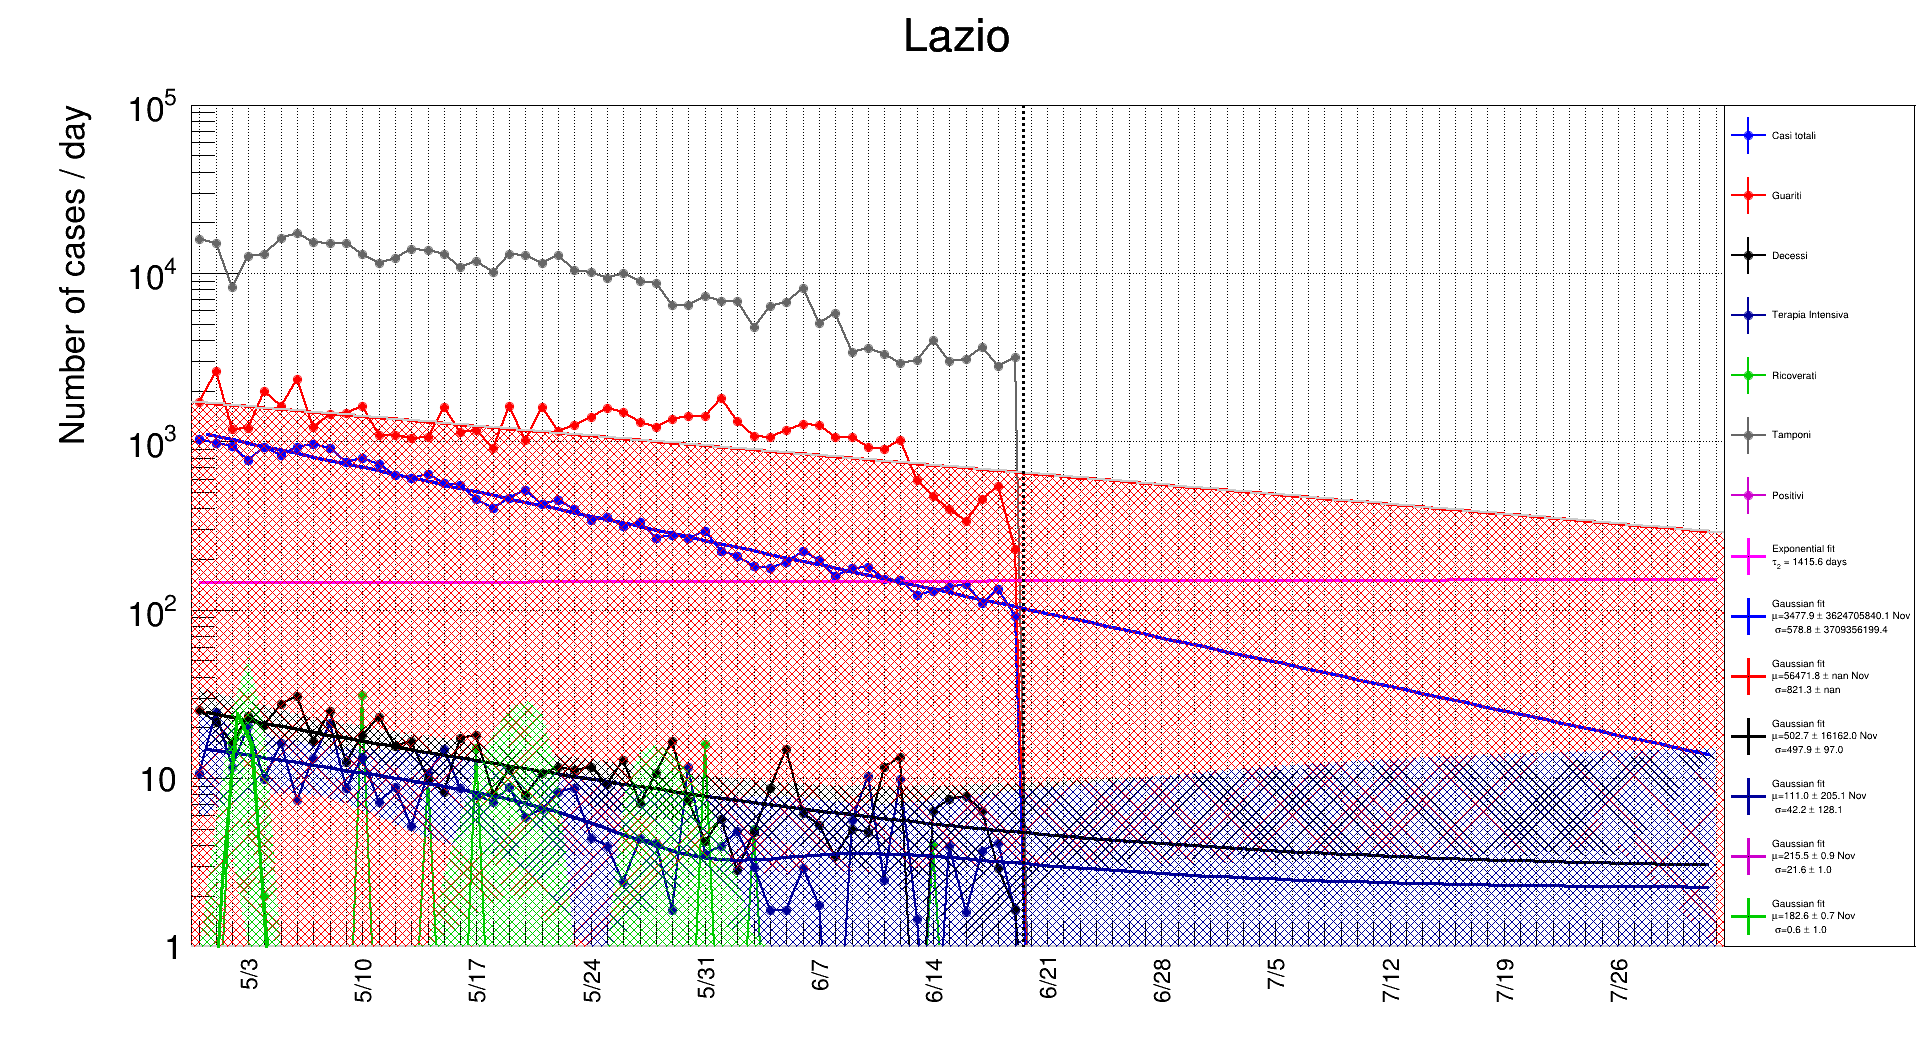 Lazio
Number of cases / day
10^5
10^4
10^3
10^2
10
1
5/3
5/10
5/17
5/24
5/31
6/7
6/14
6/21
6/28
7/5
7/12
7/19
7/26
Casi totali
Guariti
Decessi
Terapia Intensiva
Ricoverati
Tamponi
Positivi
Exponential fit
τ₂ = 1415.6 days
Gaussian fit
μ=3477.9 ± 3624705840.1 Nov
σ=578.8 ± 3709356199.4
Gaussian fit
μ=56471.8 ± nan Nov
σ=821.3 ± nan
Gaussian fit
μ=502.7 ± 16162.0 Nov
σ=497.9 ± 97.0
Gaussian fit
μ=111.0 ± 205.1 Nov
σ=42.2 ± 128.1
Gaussian fit
μ=215.5 ± 0.9 Nov
σ=21.6 ± 1.0
Gaussian fit
μ=182.6 ± 0.7 Nov
σ=0.6 ± 1.0